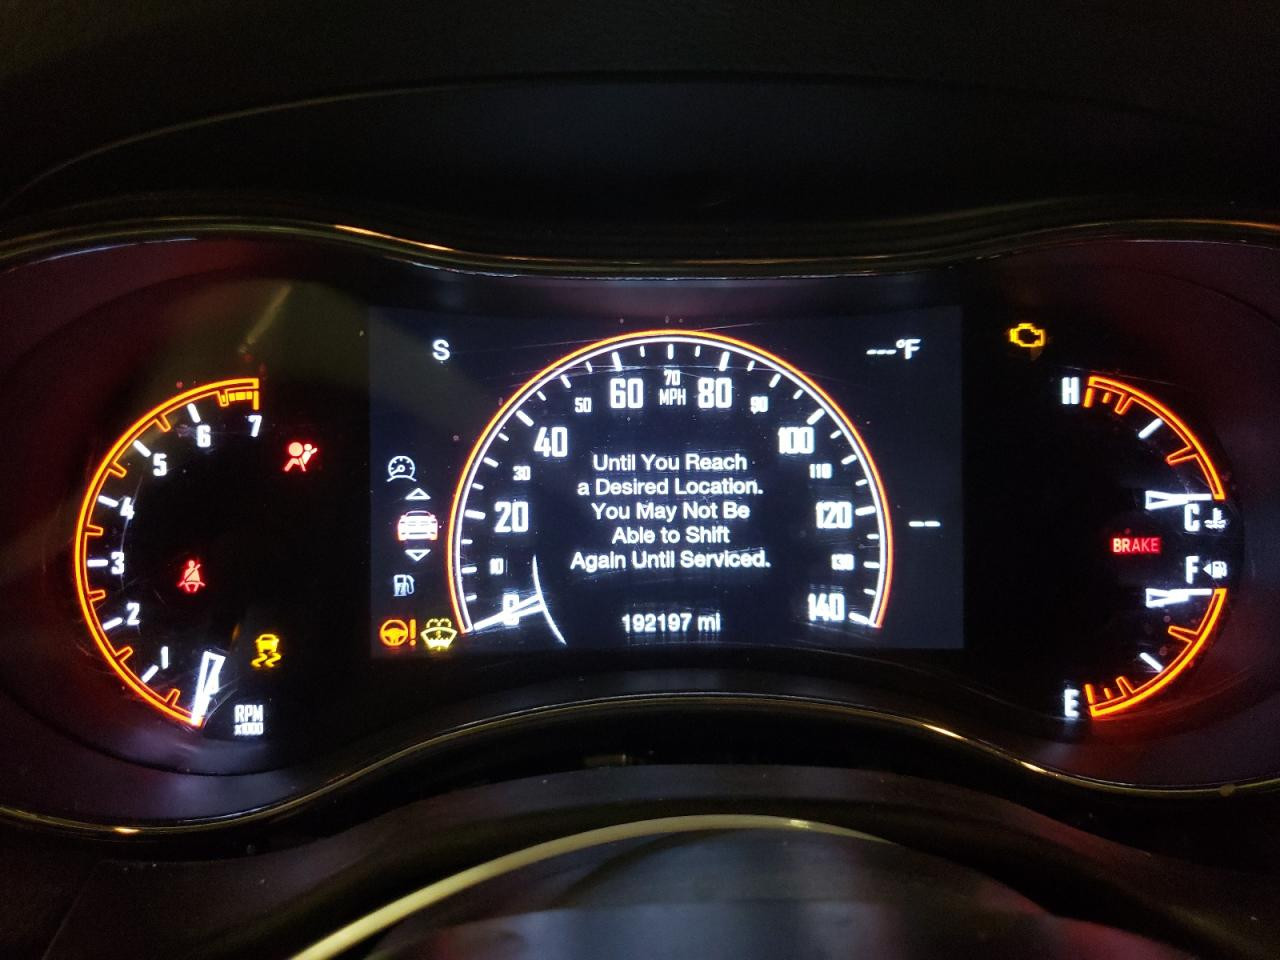 S
---°F
7
6
5
4
3
2
1
RPM
x1000
0
10
20
30
40
50
60
70
MPH
80
90
100
110
120
130
140
Until You Reach
a Desired Location.
You May Not Be
Able to Shift
Again Until Serviced.
192197 mi
--
H
C
BRAKE
F
E